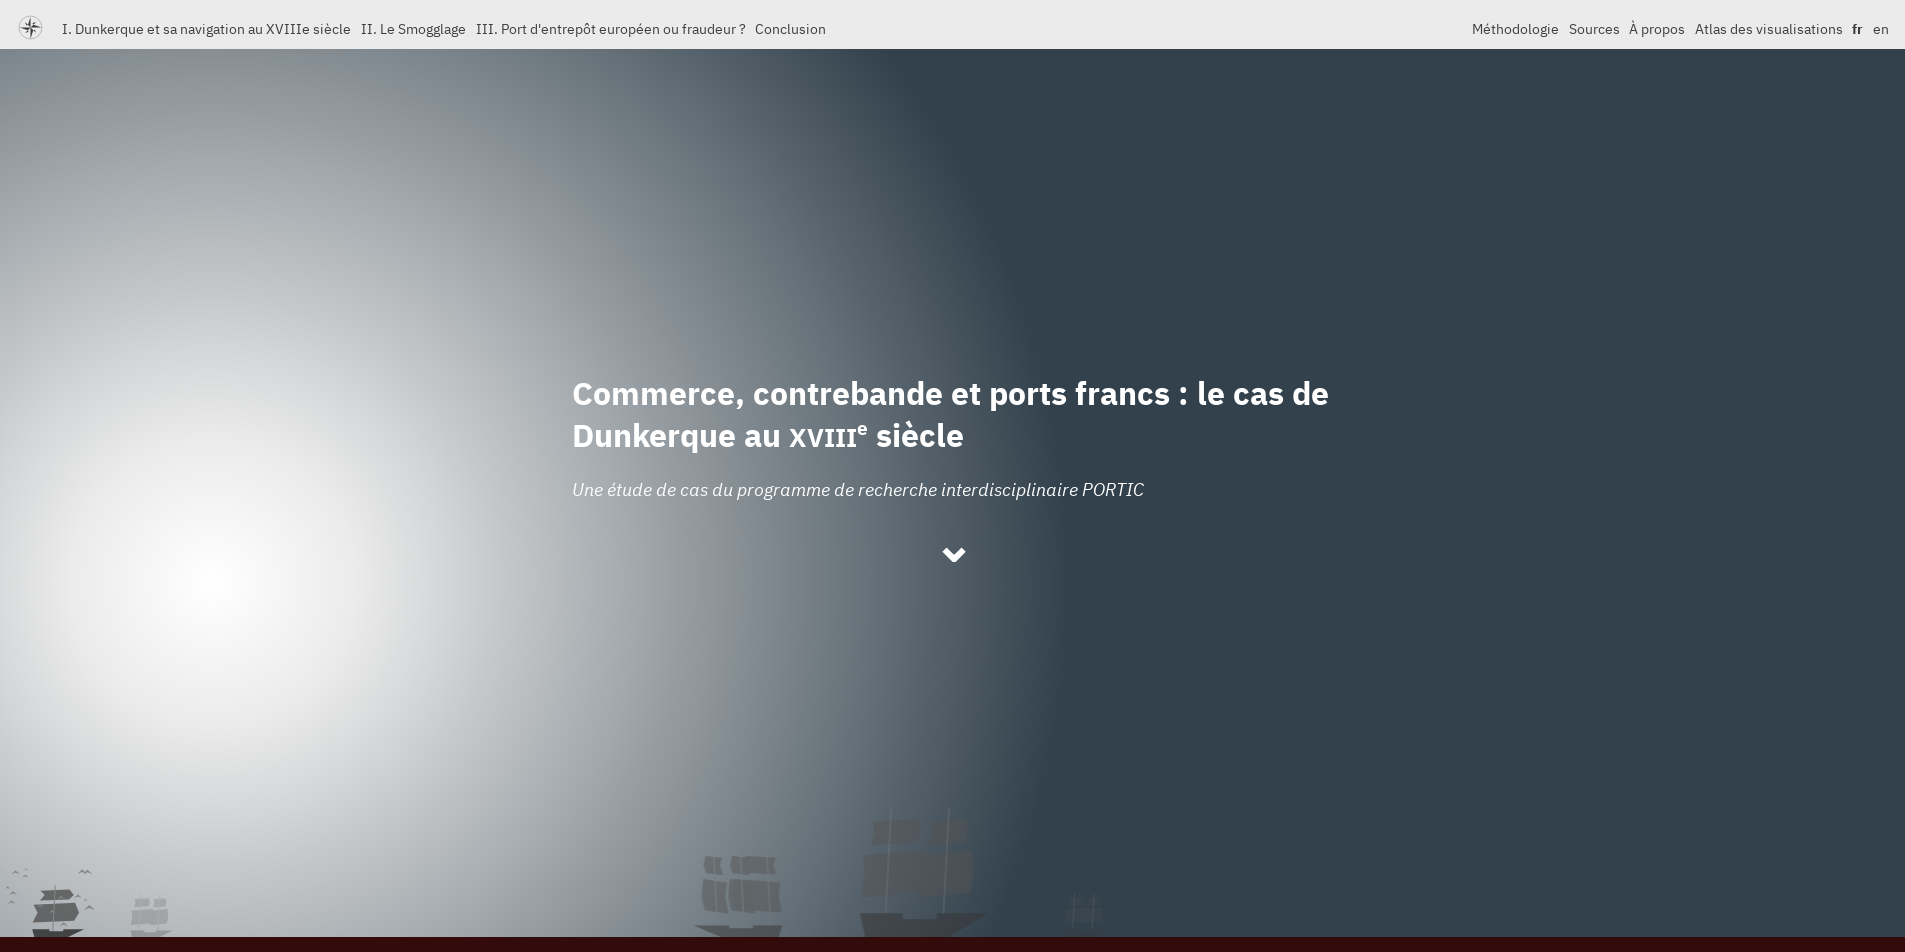 I. Dunkerque et sa navigation au XVIIIe siècle II. Le Smogglage III. Port d'entrepôt européen ou fraudeur ? Conclusion Méthodologie Sources À propos Atlas des visualisations fr en
Commerce, contrebande et ports francs : le cas de
Dunkerque au XVIIIe siècle
Une étude de cas du programme de recherche interdisciplinaire PORTIC